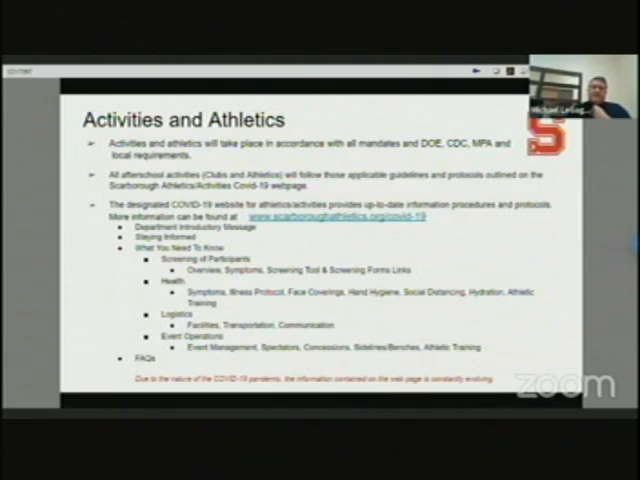 Activities and Athletics
➢ Activities and athletics will take place in accordance with all mandates and DOE, CDC, MPA and
local requirements.
➢ All afterschool activities (Clubs and Athletics) will follow those applicable guidelines and protocols outlined on the
Scarborough Athletics/Activities Covid-19 webpage.
➢ The designated COVID-19 website for athletics/activities provides up-to-date information procedures and protocols.
More information can be found at www.scarboroughathletics.org/covid-19
● Department Introductory Message
● Staying Informed
● What You Need To Know
■ Screening of Participants
● Overview, Symptoms, Screening Tool & Screening Forms Links
■ Health
● Symptoms, Illness Protocol, Face Coverings, Hand Hygiene, Social Distancing, Hydration, Athletic
Training
■ Logistics
● Facilities, Transportation, Communication
■ Event Operations
● Event Management, Spectators, Concessions, Sidelines/Benches, Athletic Training
● FAQs
Due to the nature of the COVID-19 pandemic, the information contained on the web page is constantly evolving.
Michael
S
zoom